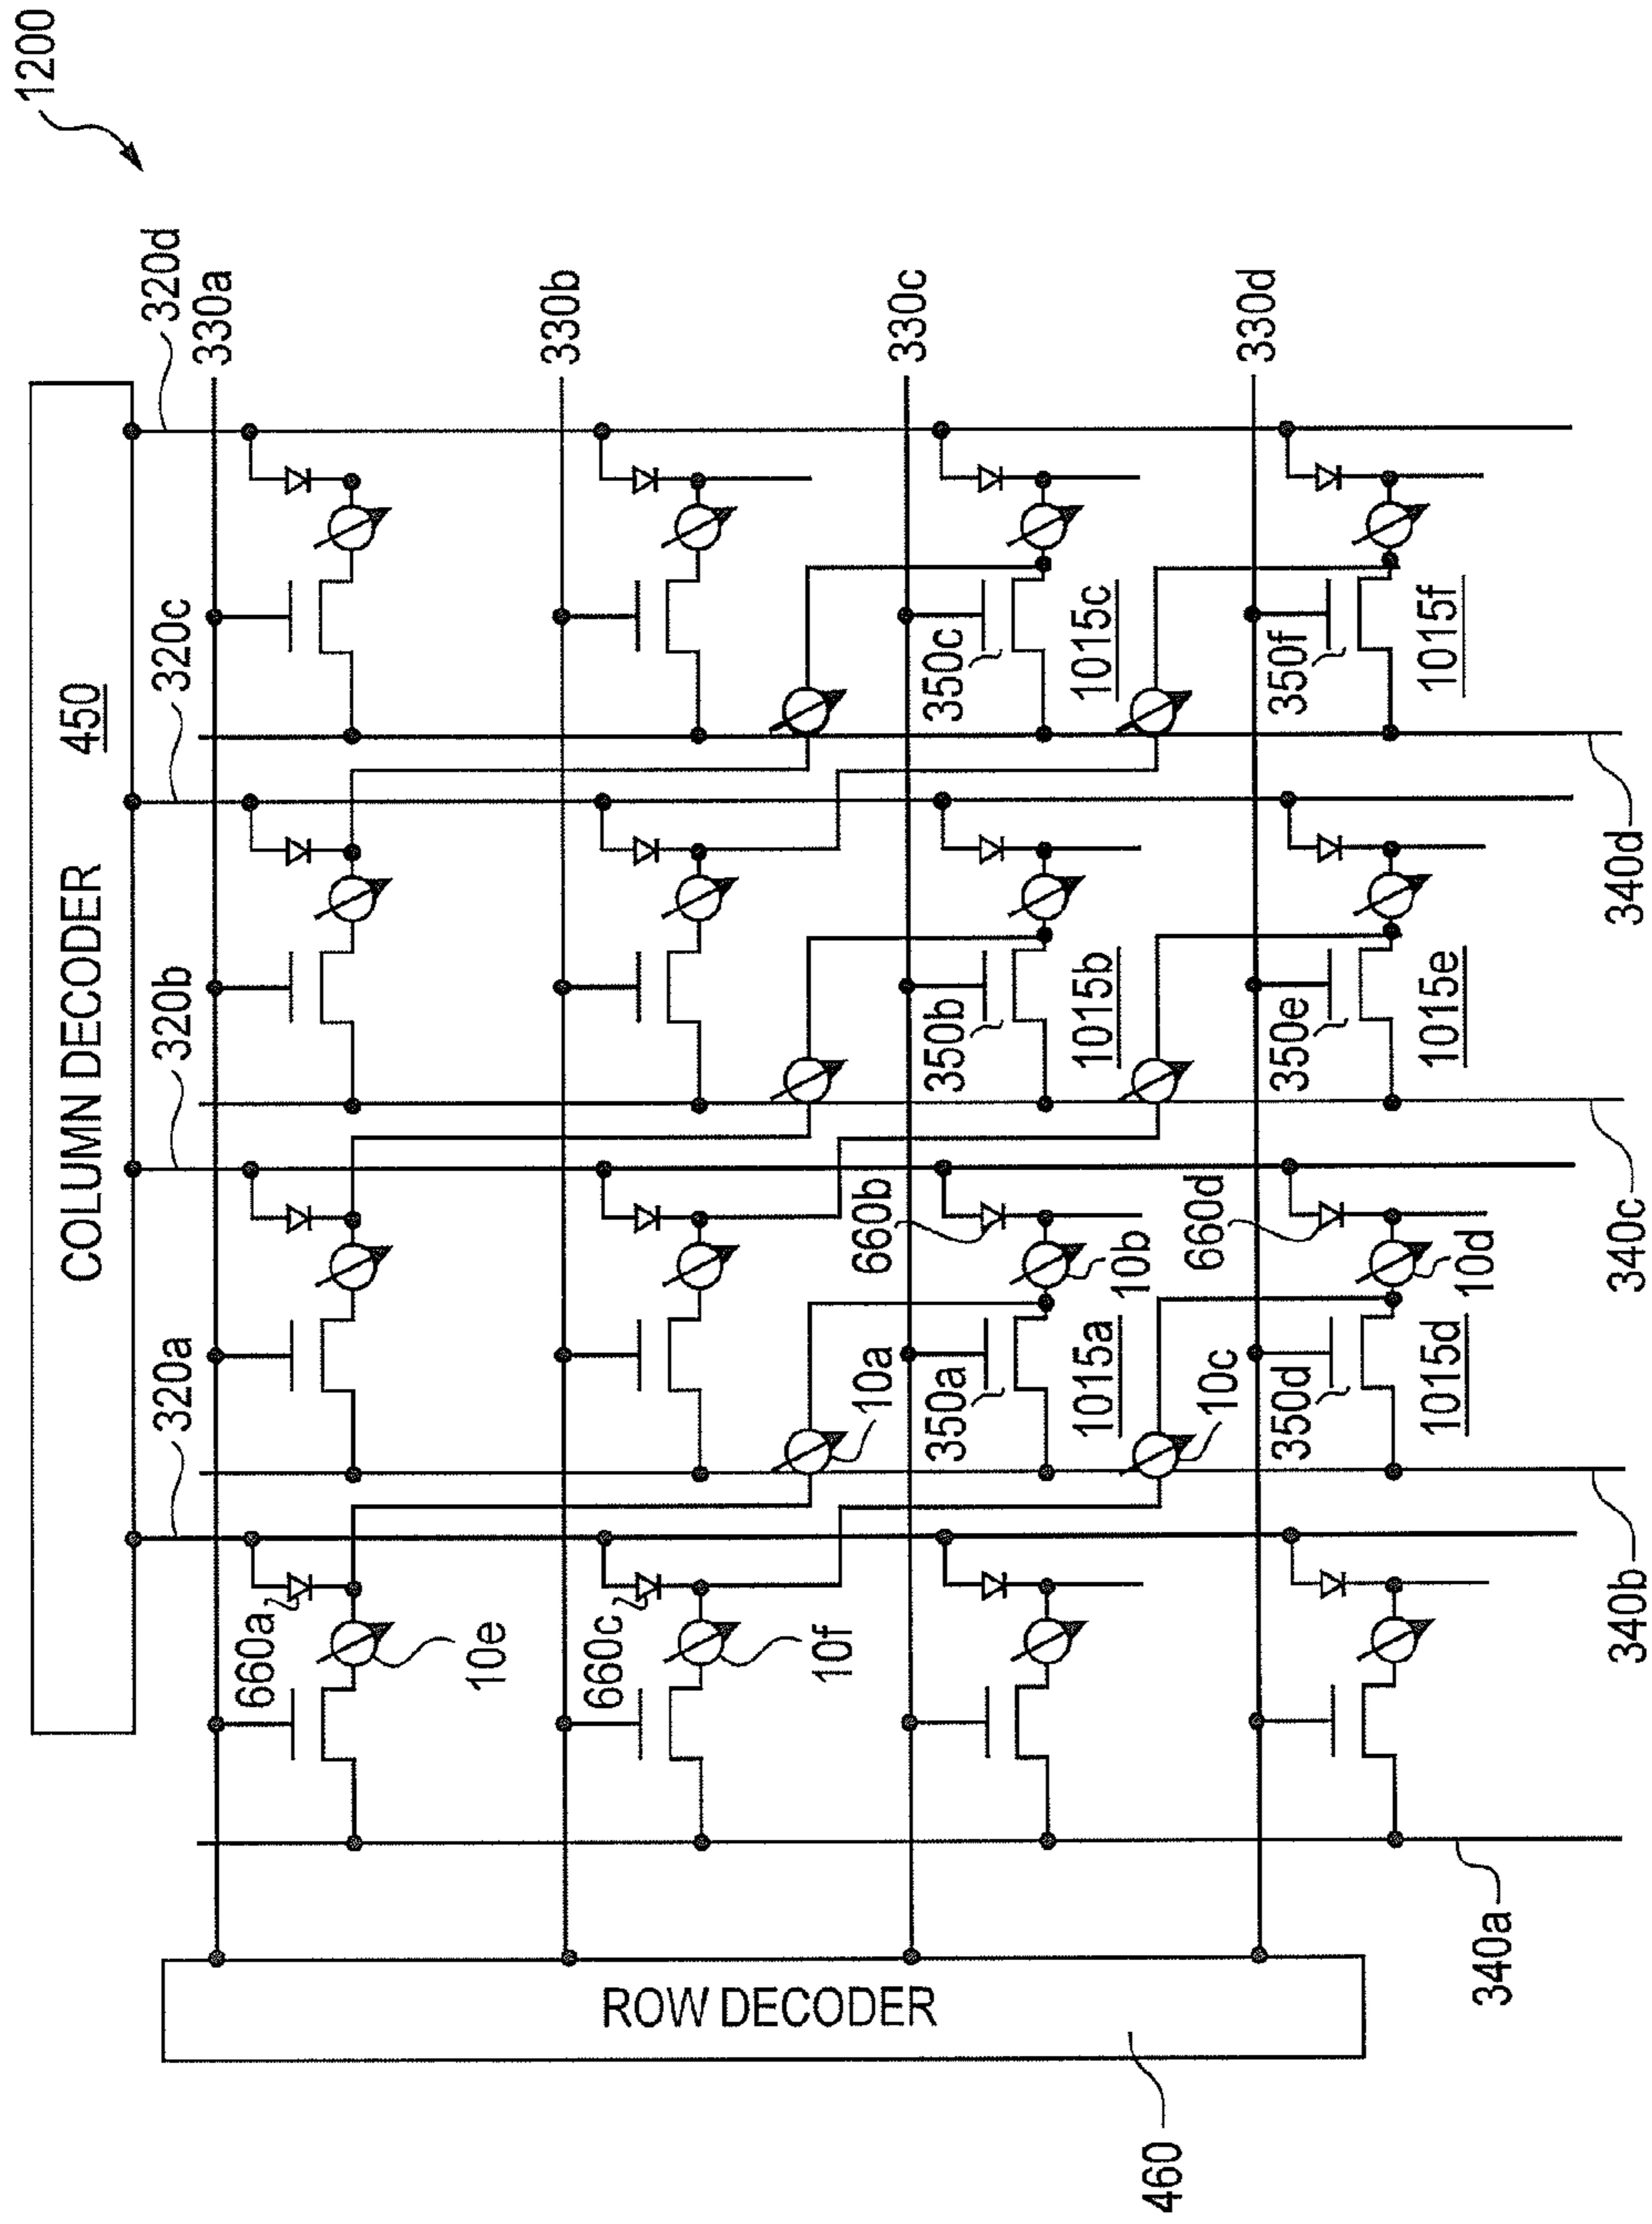 1200
COLUMN DECODER
450
320a
320b
320c
320d
330a
330b
330c
330d
660a
10e
660c
10f
10a
660b
10b
350a
1015a
350b
1015b
350c
1015c
10c
660d
10d
350d
1015d
350e
1015e
350f
1015f
340a
340b
340c
340d
ROW DECODER
460